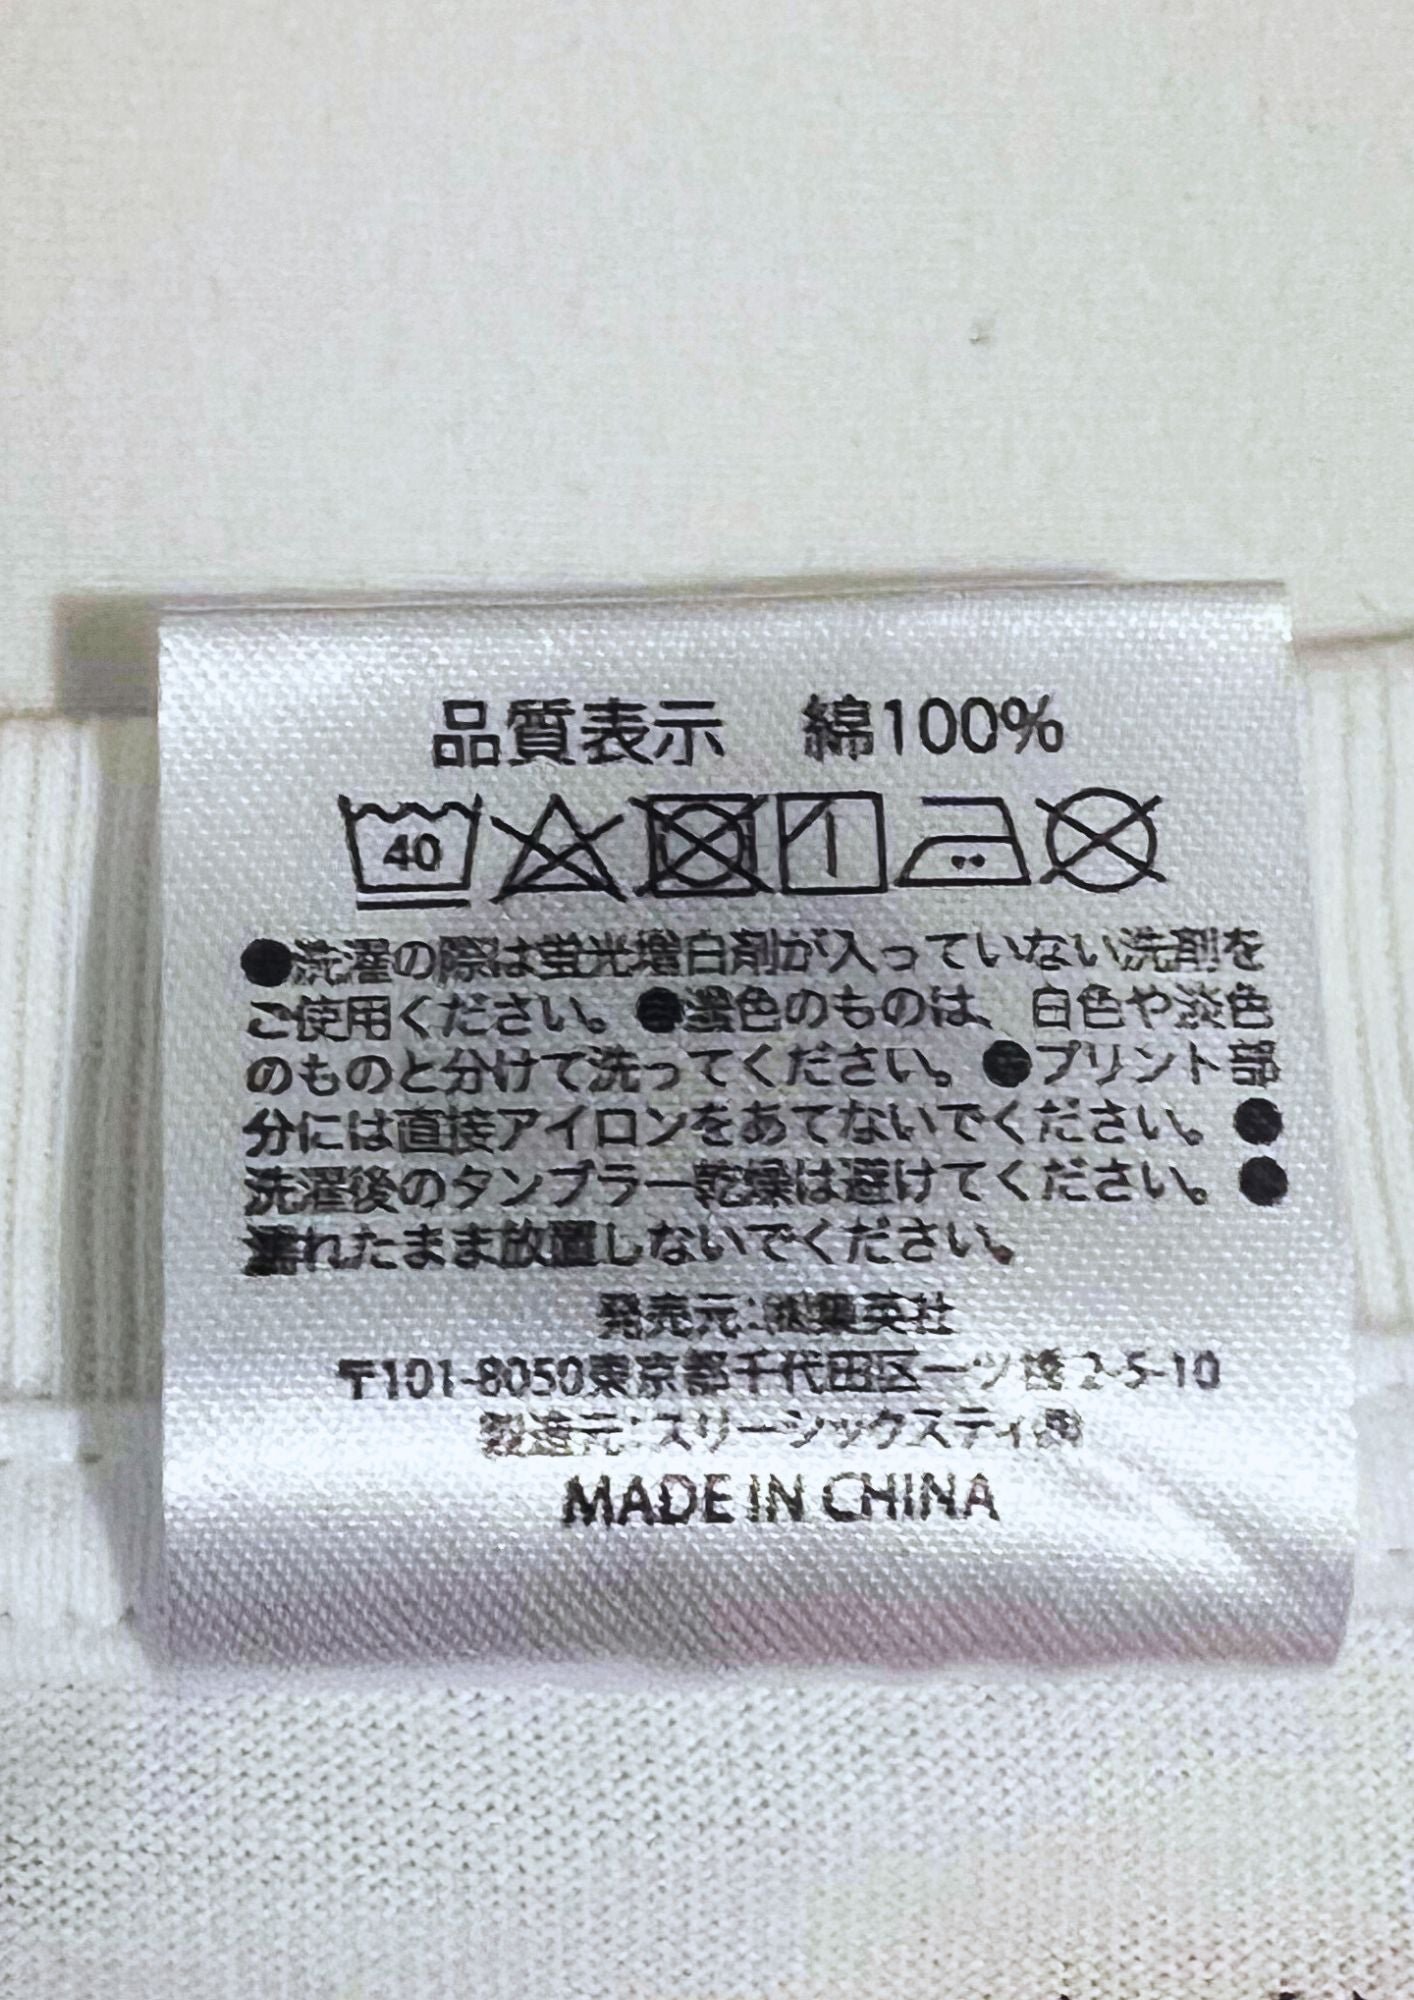 品質表示　綿100%
40
●洗濯の際は蛍光増白剤が入っていない洗剤を
ご使用ください。●濃色のものは、白色や淡色
のものと分けて洗ってください。●プリント部
分には直接アイロンをあてないでください。●
洗濯後のタンブラー乾燥は避けてください。●
濡れたまま放置しないでください。
発売元:㈱集英社
〒101-8050東京都千代田区一ツ橋2-5-10
製造元:スリーシックスティ㈱
MADE IN CHINA